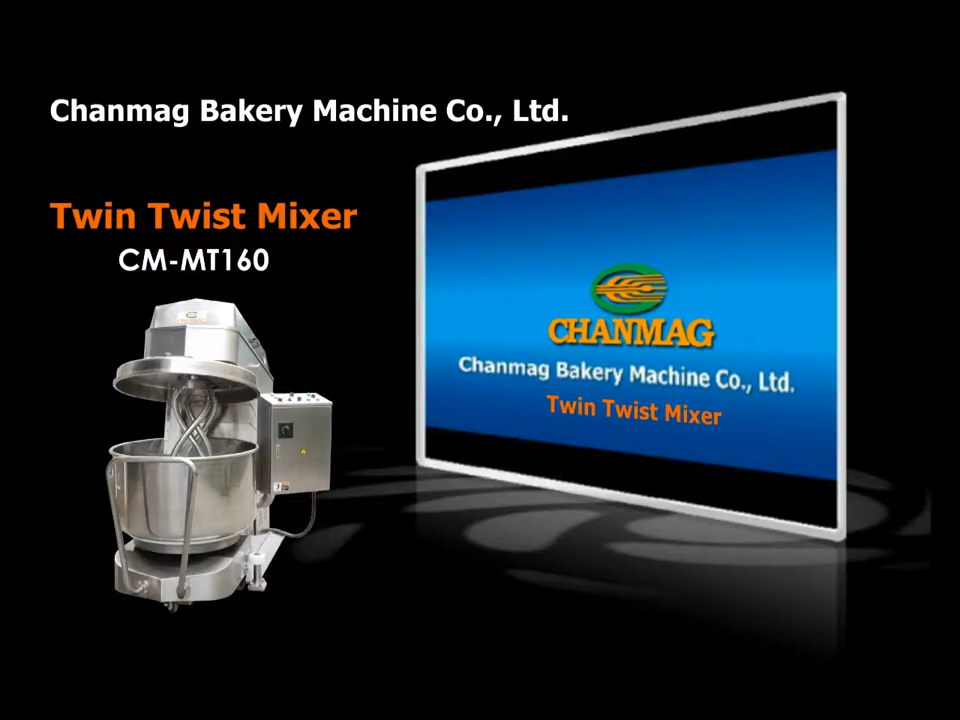 Chanmag Bakery Machine Co., Ltd.
Twin Twist Mixer
CM-MT160
CHANMAG
Chanmag Bakery Machine Co., Ltd.
Twin Twist Mixer